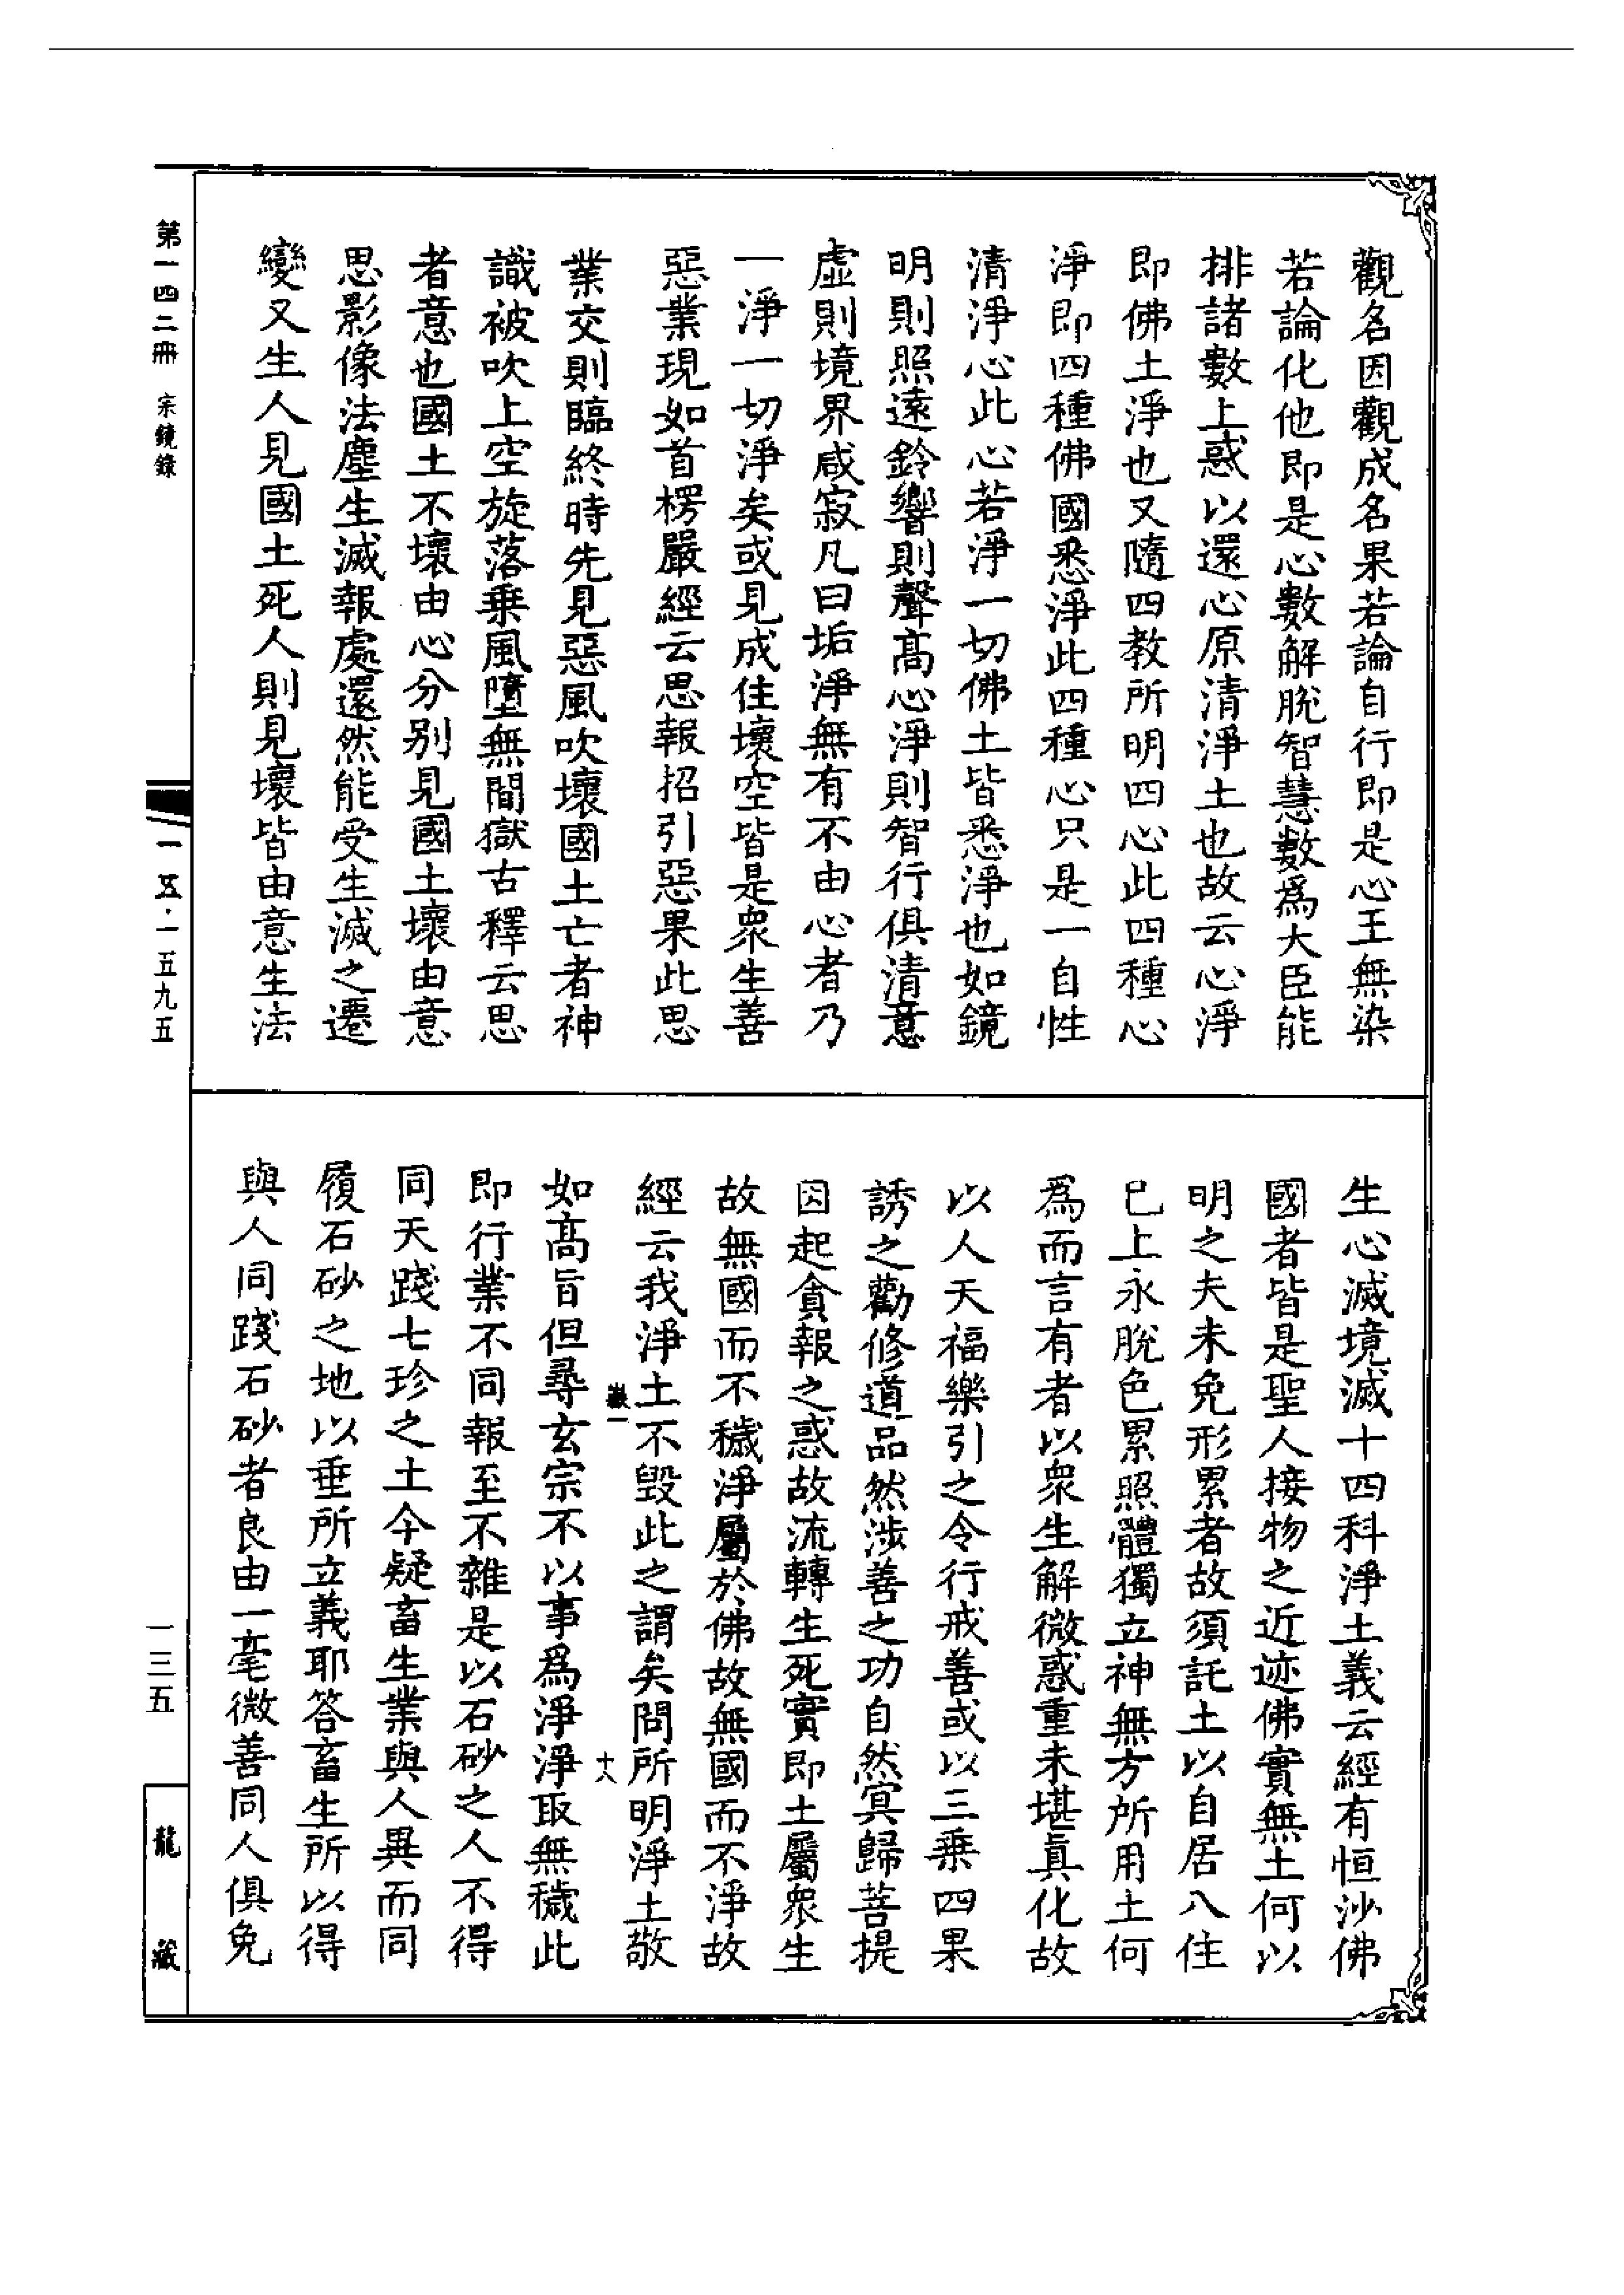 觀名因觀成名果若論自行即是心王無染
若論化他即是心數解脫智慧數爲大臣能
排諸數上惑以還心原清淨土也故云心淨
即佛土淨也又隨四教所明四心此四種心
淨即四種佛國悉淨此四種心只是一自性
清淨心此心若淨一切佛土皆悉淨也如鏡
明則照遠鈴響則聲高心淨則智行俱清意
虛則境界咸寂凡曰垢淨無有不由心者乃
一淨一切淨矣或見成住壞空皆是衆生善
惡業現如首楞嚴經云思報招引惡果此思
業交則臨終時先見惡風吹壞國土亡者神
識被吹上空旋落乘風墮無間獄古釋云思
者意也國土不壞由心分別見國土壞由意
思影像法塵生滅報處還然能受生滅之遷
變又生人見國土死人則見壞皆由意生法
生心滅境滅十四科淨土義云經有恒沙佛
國者皆是聖人接物之近迹佛實無土何以
明之夫未免形累者故須託土以自居八住
已上永脫色累照體獨立神無方所用土何
爲而言有者以衆生解微惑重未堪眞化故
以人天福樂引之令行戒善或以三乘四果
誘之勸修道品然涉善之功自然冥歸菩提
因起貪報之惑故流轉生死實即土屬衆生
故無國而不穢淨屬於佛故無國而不淨故
經云我淨土不毀此之謂矣問所明淨土敬
嶽一
十八
如高旨但尋玄宗不以事爲淨淨取無穢此
即行業不同報至不雜是以石砂之人不得
同天踐七珍之土今疑畜生業與人異而同
履石砂之地以垂所立義耶答畜生所以得
與人同踐石砂者良由一毫微善同人俱免
第一四二冊 宗鏡錄
一一五·一五九五
一三五
龍藏